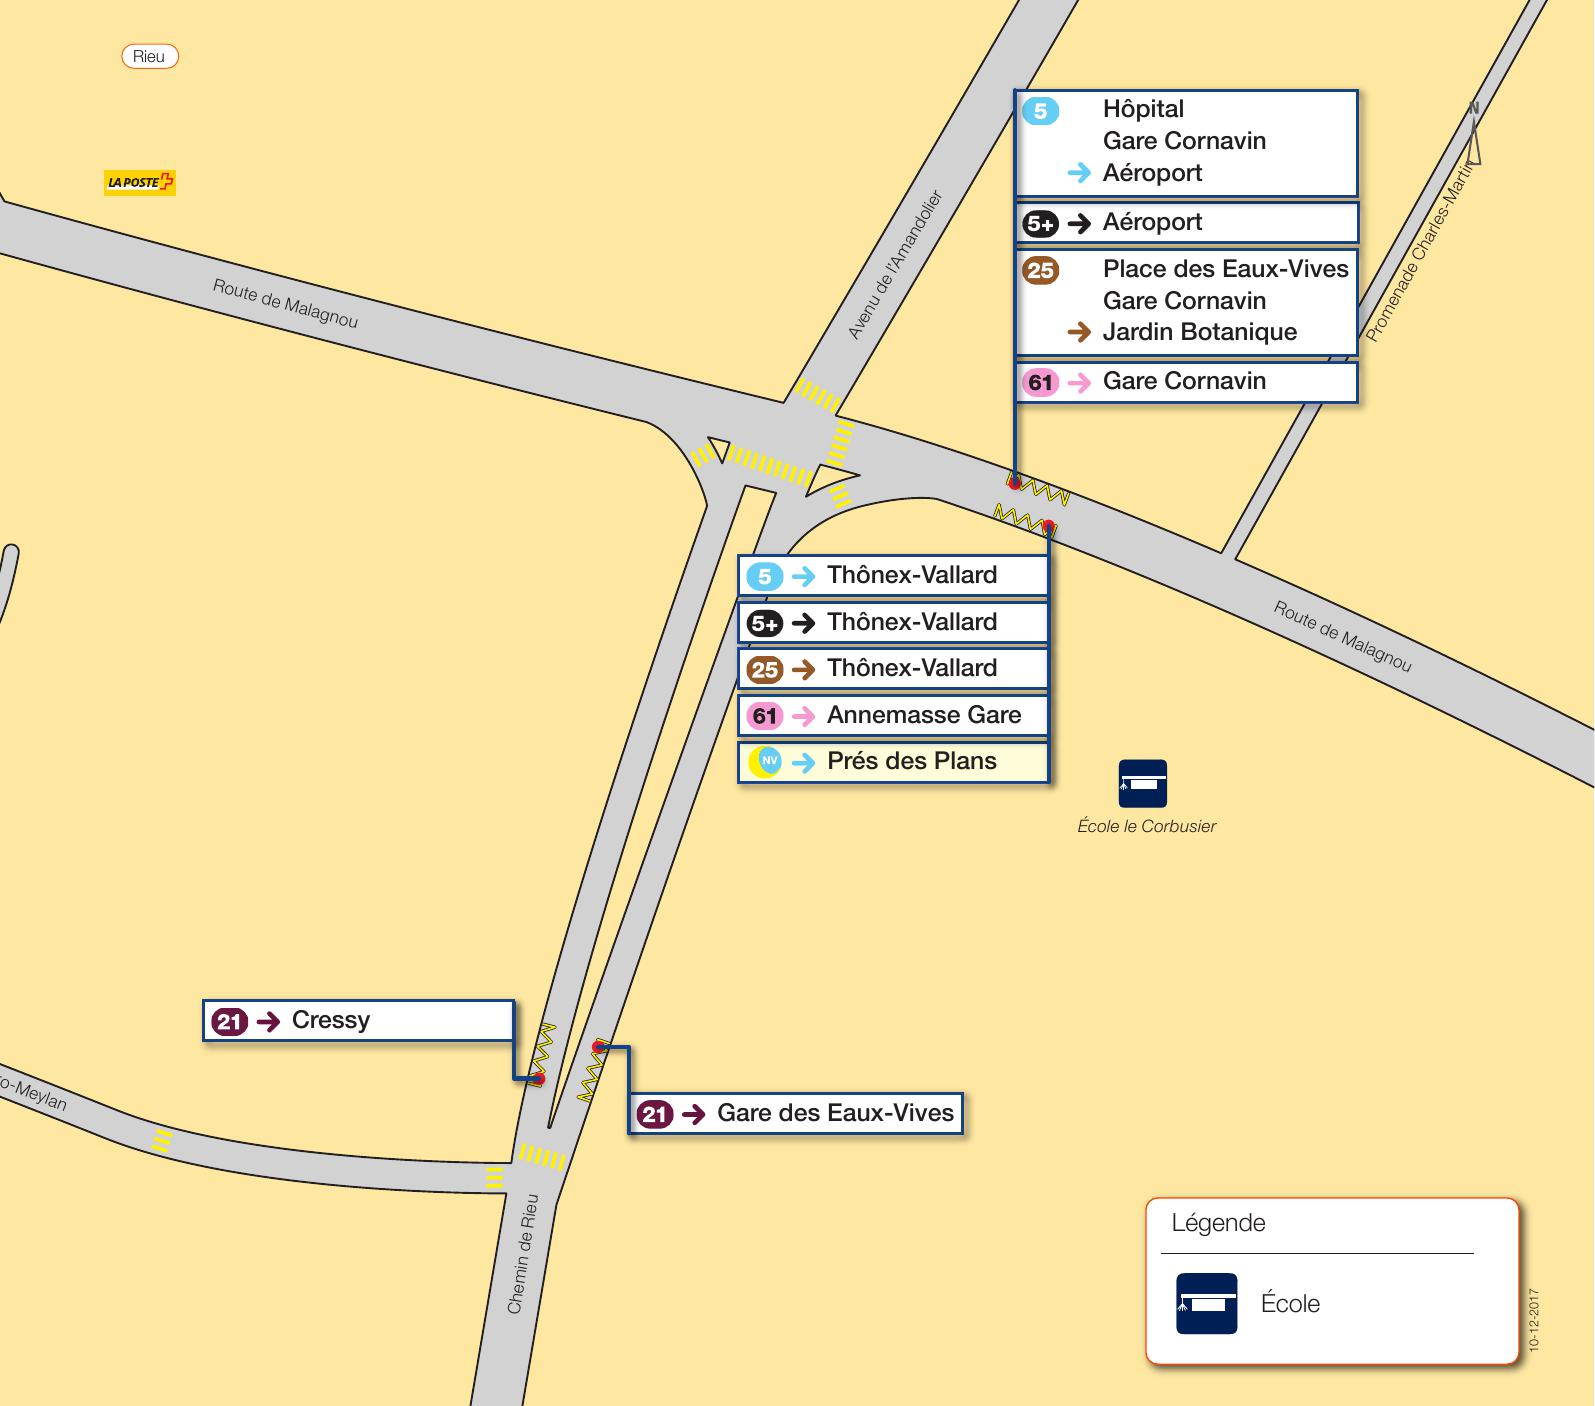 Rieu
LA POSTE
Route de Malagnou
Avenu de l'Amandolier
N
Promenade Charles-Martin
5 Hôpital
Gare Cornavin
Aéroport
5+ Aéroport
25 Place des Eaux-Vives
Gare Cornavin
Jardin Botanique
61 Gare Cornavin
5 Thônex-Vallard
5+ Thônex-Vallard
25 Thônex-Vallard
61 Annemasse Gare
NV Prés des Plans
Route de Malagnou
École le Corbusier
21 Cressy
21 Gare des Eaux-Vives
o-Meylan
Chemin de Rieu
Légende
École
10-12-2017